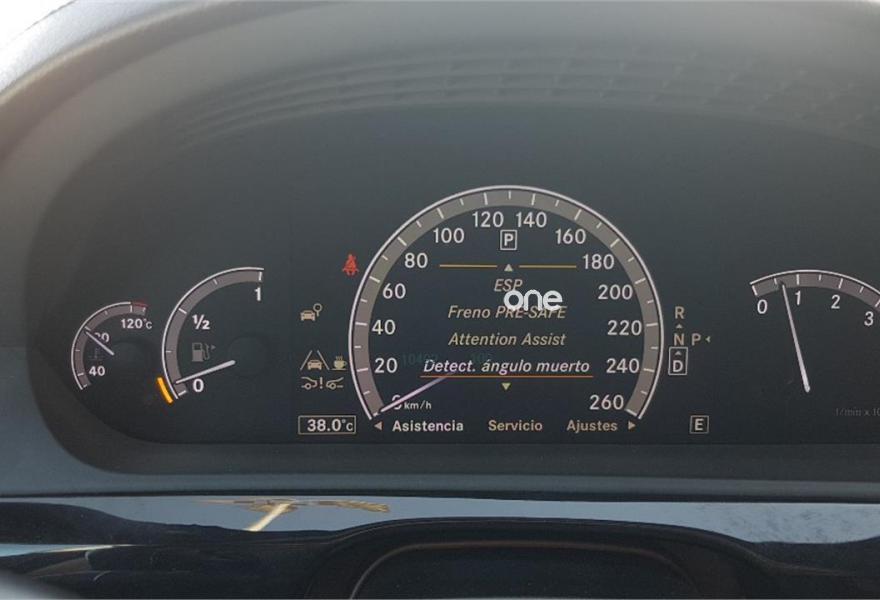 120 140
100 P 160
80 180
ESP
60 200
one
Freno PRE-SAFE
40 220
Attention Assist
20 240
Detect. ángulo muerto
260
km/h
Asistencia Servicio Ajustes
120°C
40
1
½
0
38.0°C
R
N P
D
E
0 1 2 3